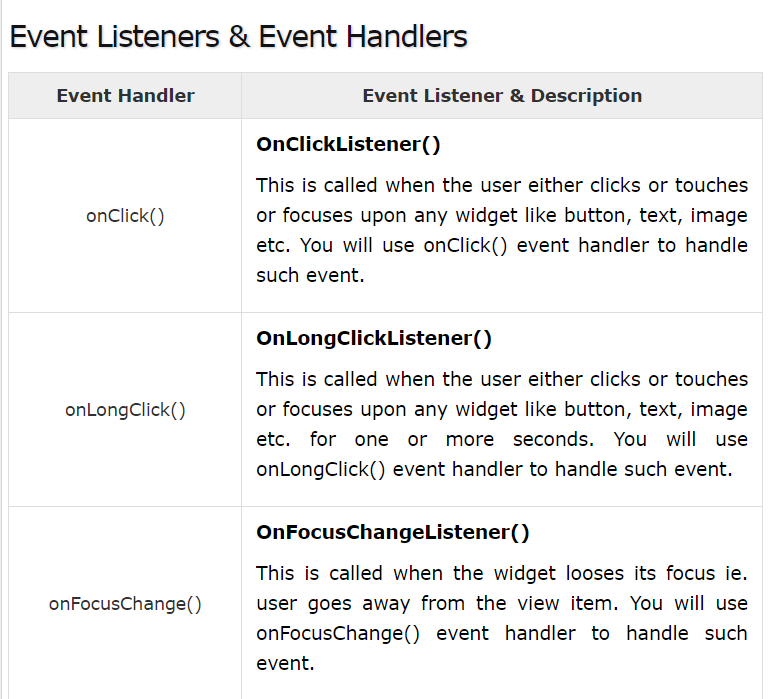 Event Listeners & Event Handlers
Event Handler
Event Listener & Description
onClick()
OnClickListener()
This is called when the user either clicks or touches
or focuses upon any widget like button, text, image
etc. You will use onClick() event handler to handle
such event.
onLongClick()
OnLongClickListener()
This is called when the user either clicks or touches
or focuses upon any widget like button, text, image
etc. for one or more seconds. You will use
onLongClick() event handler to handle such event.
onFocusChange()
OnFocusChangeListener()
This is called when the widget looses its focus ie.
user goes away from the view item. You will use
onFocusChange() event handler to handle such
event.